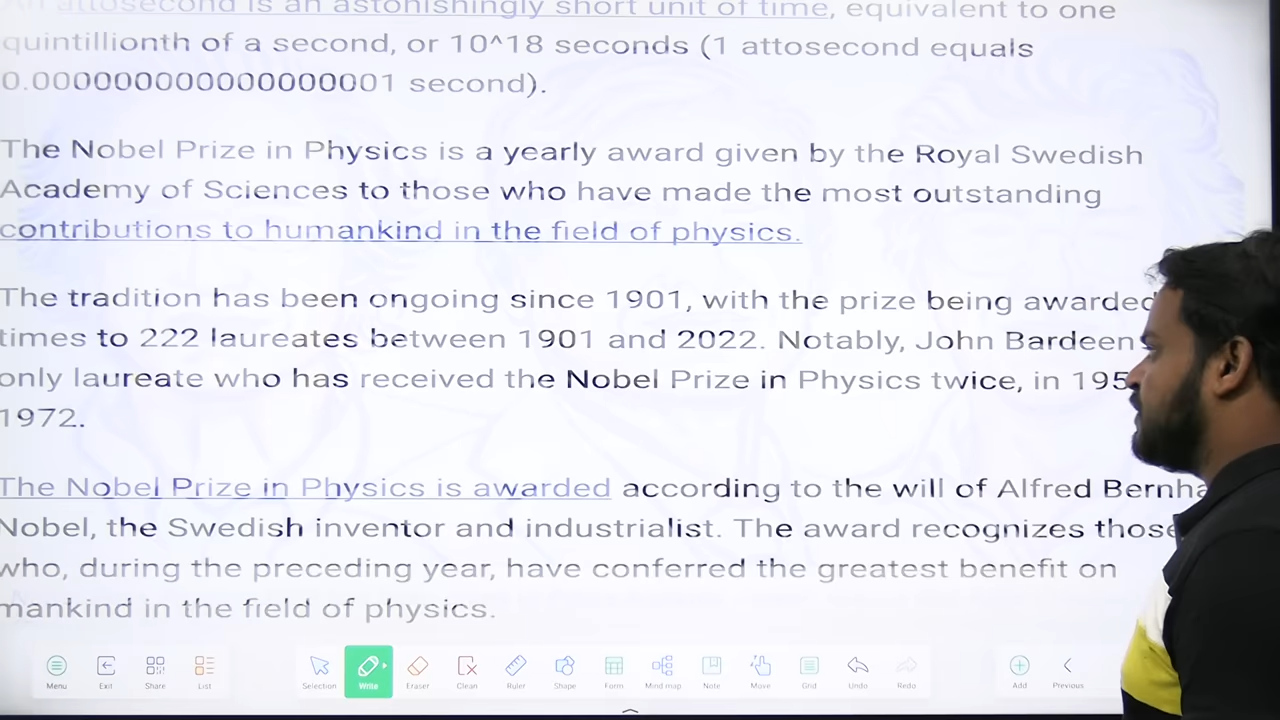 An attosecond is an astonishingly short unit of time, equivalent to one
quintillionth of a second, or 10^18 seconds (1 attosecond equals
0.000000000000000001 second).
The Nobel Prize in Physics is a yearly award given by the Royal Swedish
Academy of Sciences to those who have made the most outstanding
contributions to humankind in the field of physics.
The tradition has been ongoing since 1901, with the prize being awarded
times to 222 laureates between 1901 and 2022. Notably, John Bardeen
only laureate who has received the Nobel Prize in Physics twice, in 195
1972.
The Nobel Prize in Physics is awarded according to the will of Alfred Bernha
Nobel, the Swedish inventor and industrialist. The award recognizes those
who, during the preceding year, have conferred the greatest benefit on
mankind in the field of physics.
Menu Exit Share List Selection Write Eraser Clean Ruler Shape Form Mind map Note Move Grid Undo Redo Add Previous